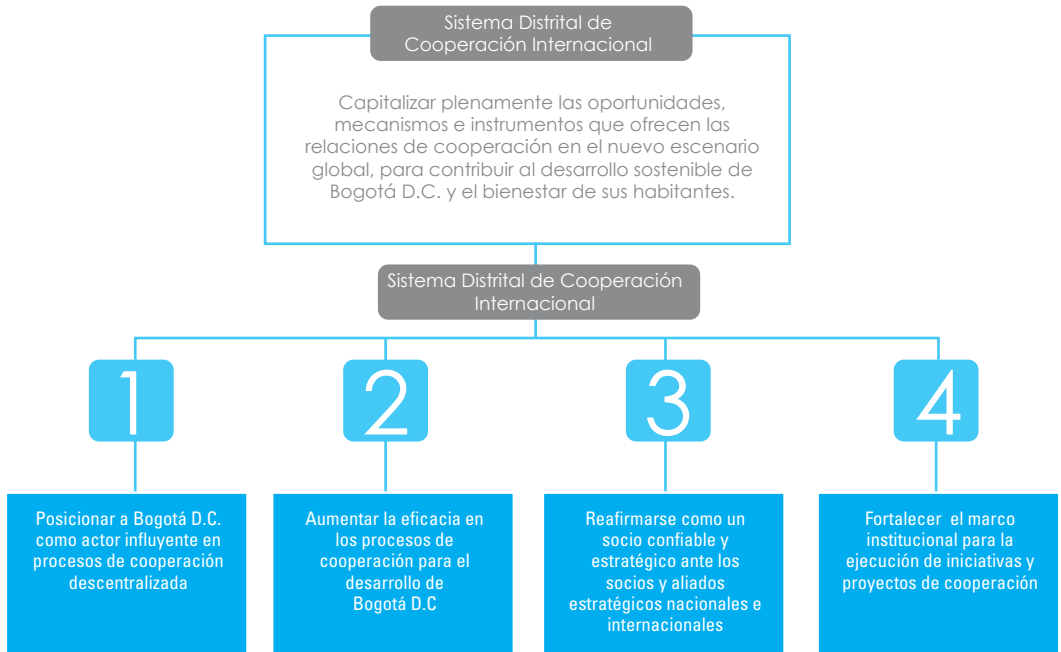 Sistema Distrital de
Cooperación Internacional
Capitalizar plenamente las oportunidades,
mecanismos e instrumentos que ofrecen las
relaciones de cooperación en el nuevo escenario
global, para contribuir al desarrollo sostenible de
Bogotá D.C. y el bienestar de sus habitantes.
Sistema Distrital de Cooperación
Internacional
1
Posicionar a Bogotá D.C.
como actor influyente en
procesos de cooperación
descentralizada
2
Aumentar la eficacia en
los procesos de
cooperación para el
desarrollo de
Bogotá D.C
3
Reafirmarse como un
socio confiable y
estratégico ante los
socios y aliados
estratégicos nacionales e
internacionales
4
Fortalecer el marco
institucional para la
ejecución de iniciativas y
proyectos de cooperación